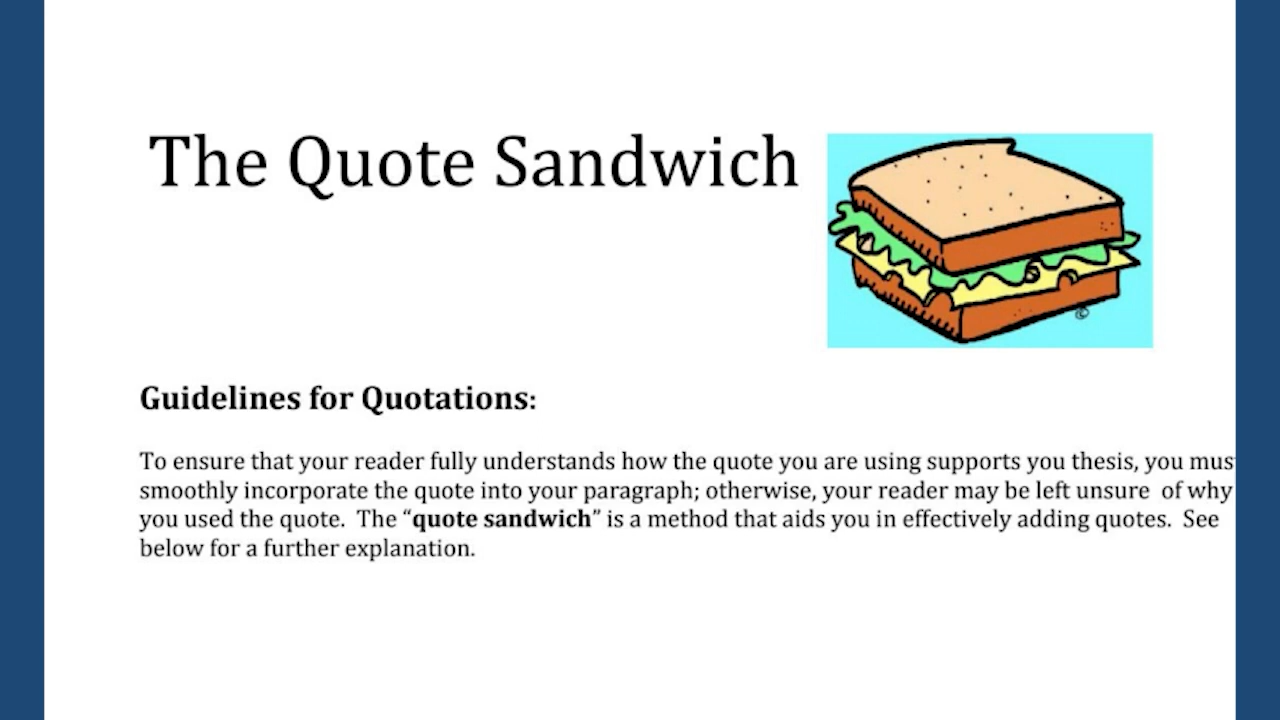 The Quote Sandwich
Guidelines for Quotations:
To ensure that your reader fully understands how the quote you are using supports you thesis, you mus
smoothly incorporate the quote into your paragraph; otherwise, your reader may be left unsure  of why
you used the quote.  The “quote sandwich” is a method that aids you in effectively adding quotes.  See
below for a further explanation.
©